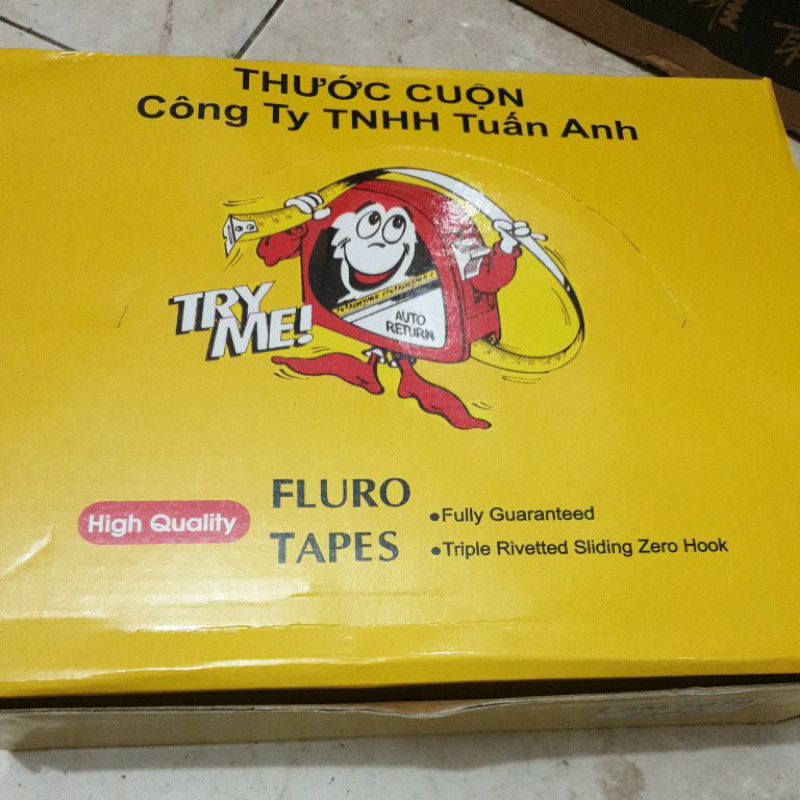 THƯỚC CUỘN
Công Ty TNHH Tuấn Anh
TRY
ME!
AUTO
RETURN
High Quality
FLURO
TAPES
•Fully Guaranteed
•Triple Rivetted Sliding Zero Hook